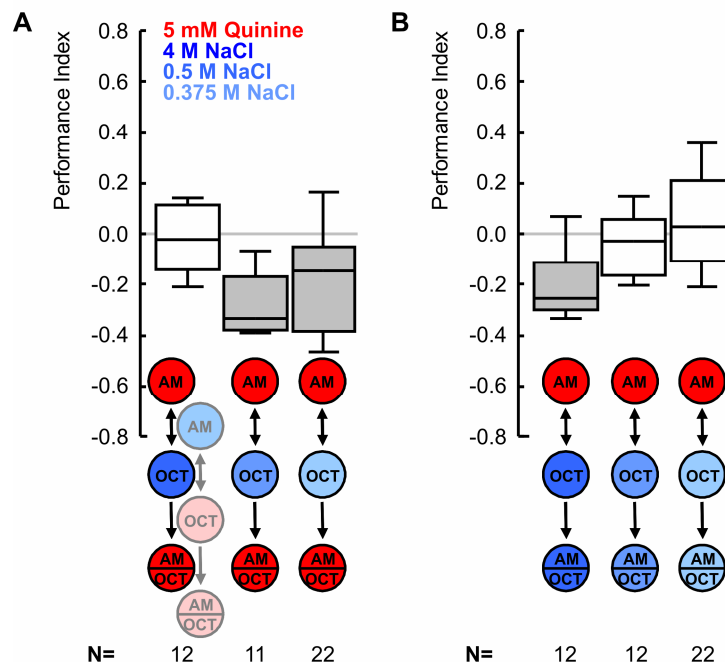 A
Performance Index
0.8
0.6
0.4
0.2
0.0
-0.2
-0.4
-0.6
-0.8
5 mM Quinine
4 M NaCl
0.5 M NaCl
0.375 M NaCl
AM
AM
AM
AM
OCT
OCT
OCT
OCT
AM
OCT
AM
OCT
AM
OCT
AM
OCT
N= 12 11 22
B
Performance Index
0.8
0.6
0.4
0.2
0.0
-0.2
-0.4
-0.6
-0.8
AM
AM
AM
OCT
OCT
OCT
AM
OCT
AM
OCT
AM
OCT
N= 12 12 22